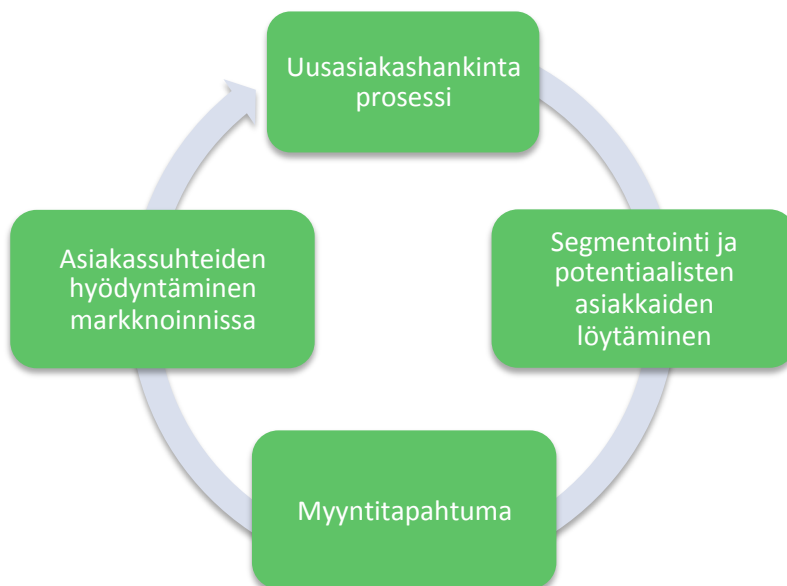 Uusasiakashankinta
prosessi
Segmentointi ja
potentiaalisten
asiakkaiden
löytäminen
Myyntitapahtuma
Asiakassuhteiden
hyödyntäminen
markknoinnissa